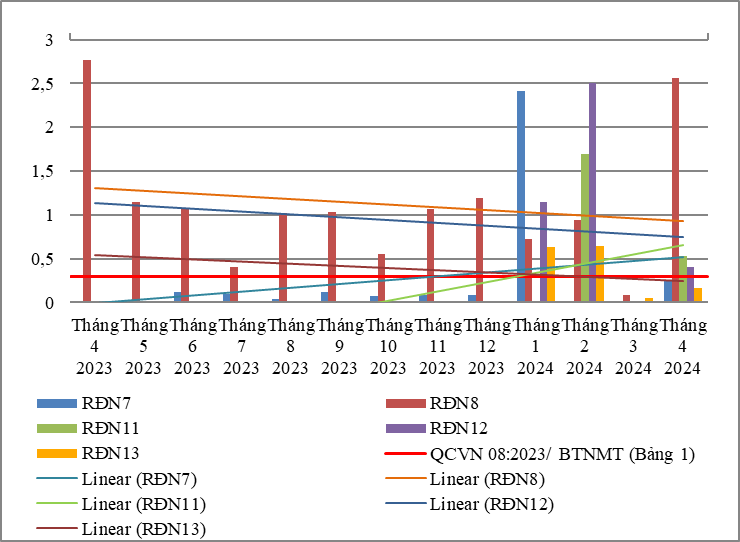 3
2,5
2
1,5
1
0,5
0
Tháng Tháng Tháng Tháng Tháng Tháng Tháng Tháng Tháng Tháng Tháng Tháng Tháng
4 5 6 7 8 9 10 11 12 1 2 3 4
2023 2023 2023 2023 2023 2023 2023 2023 2023 2024 2024 2024 2024
RĐN7 RĐN8
RĐN11 RĐN12
RĐN13 QCVN 08:2023/ BTNMT (Bảng 1)
Linear (RĐN7) Linear (RĐN8)
Linear (RĐN11) Linear (RĐN12)
Linear (RĐN13)